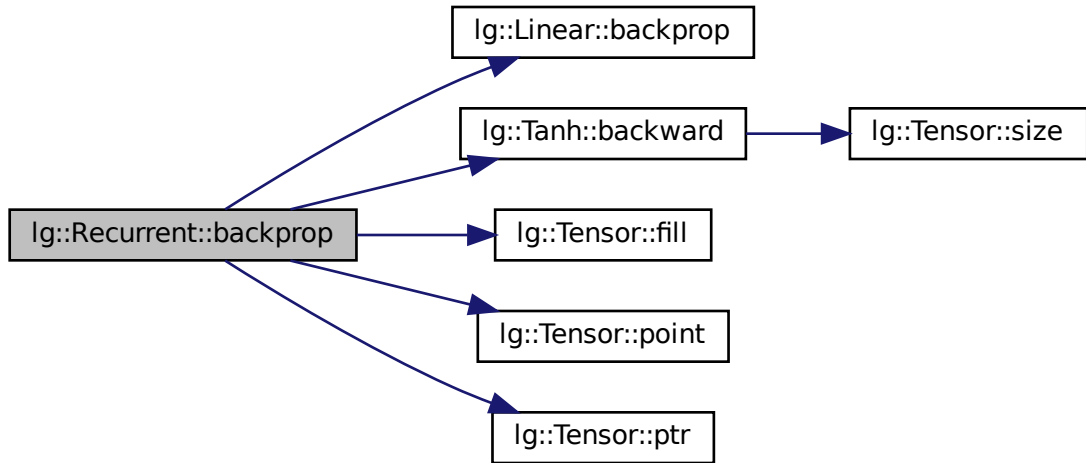 lg::Linear::backprop
lg::Tanh::backward
lg::Tensor::size
lg::Recurrent::backprop
lg::Tensor::fill
lg::Tensor::point
lg::Tensor::ptr